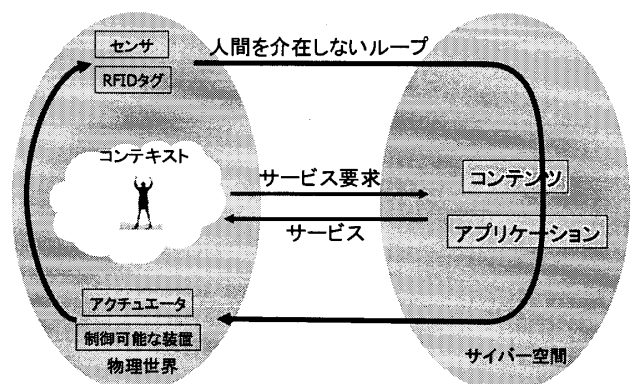 センサ
人間を介在しないループ
RFIDタグ
コンテキスト
サービス要求
コンテンツ
サービス
アプリケーション
アクチュエータ
制御可能な装置
物理世界
サイバー空間